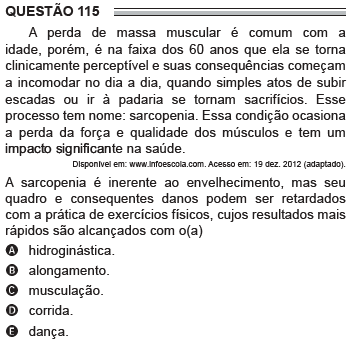 QUESTÃO 115
A perda de massa muscular é comum com a
idade, porém, é na faixa dos 60 anos que ela se torna
clinicamente perceptível e suas consequências começam
a incomodar no dia a dia, quando simples atos de subir
escadas ou ir à padaria se tornam sacrifícios. Esse
processo tem nome: sarcopenia. Essa condição ocasiona
a perda da força e qualidade dos músculos e tem um
impacto significante na saúde.
Disponível em: www.infoescola.com. Acesso em: 19 dez. 2012 (adaptado).
A sarcopenia é inerente ao envelhecimento, mas seu
quadro e consequentes danos podem ser retardados
com a prática de exercícios físicos, cujos resultados mais
rápidos são alcançados com o(a)
A hidroginástica.
B alongamento.
C musculação.
D corrida.
E dança.